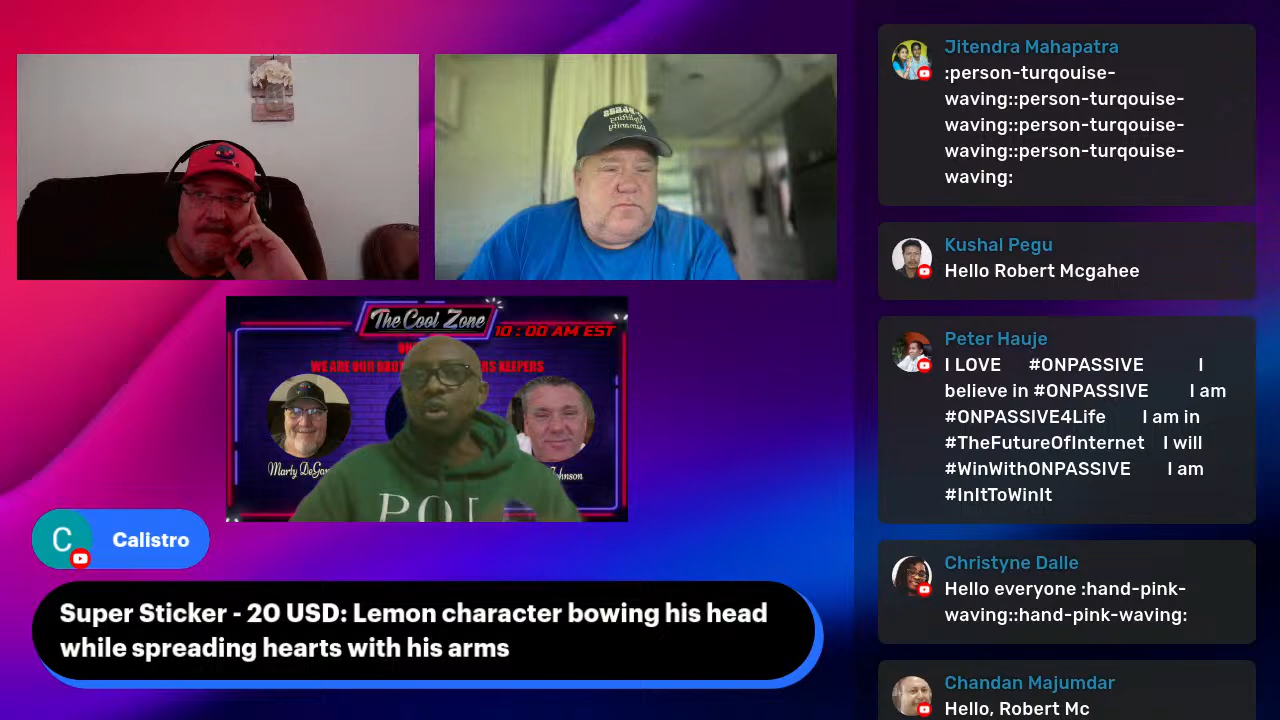 The Cool Zone
10 : 00 AM EST
WE ARE OUR
KEEPERS
Marty
Johnson
C
Calistro
Super Sticker - 20 USD: Lemon character bowing his head
while spreading hearts with his arms
Jitendra Mahapatra
:person-turqouise-
waving::person-turqouise-
waving::person-turqouise-
waving::person-turqouise-
waving:
Kushal Pegu
Hello Robert Mcgahee
Peter Hauje
I LOVE #ONPASSIVE I
believe in #ONPASSIVE I am
#ONPASSIVE4Life I am in
#TheFutureOfInternet I will
#WinWithONPASSIVE I am
#InItToWinIt
Christyne Dalle
Hello everyone :hand-pink-
waving::hand-pink-waving:
Chandan Majumdar
Hello, Robert Mc